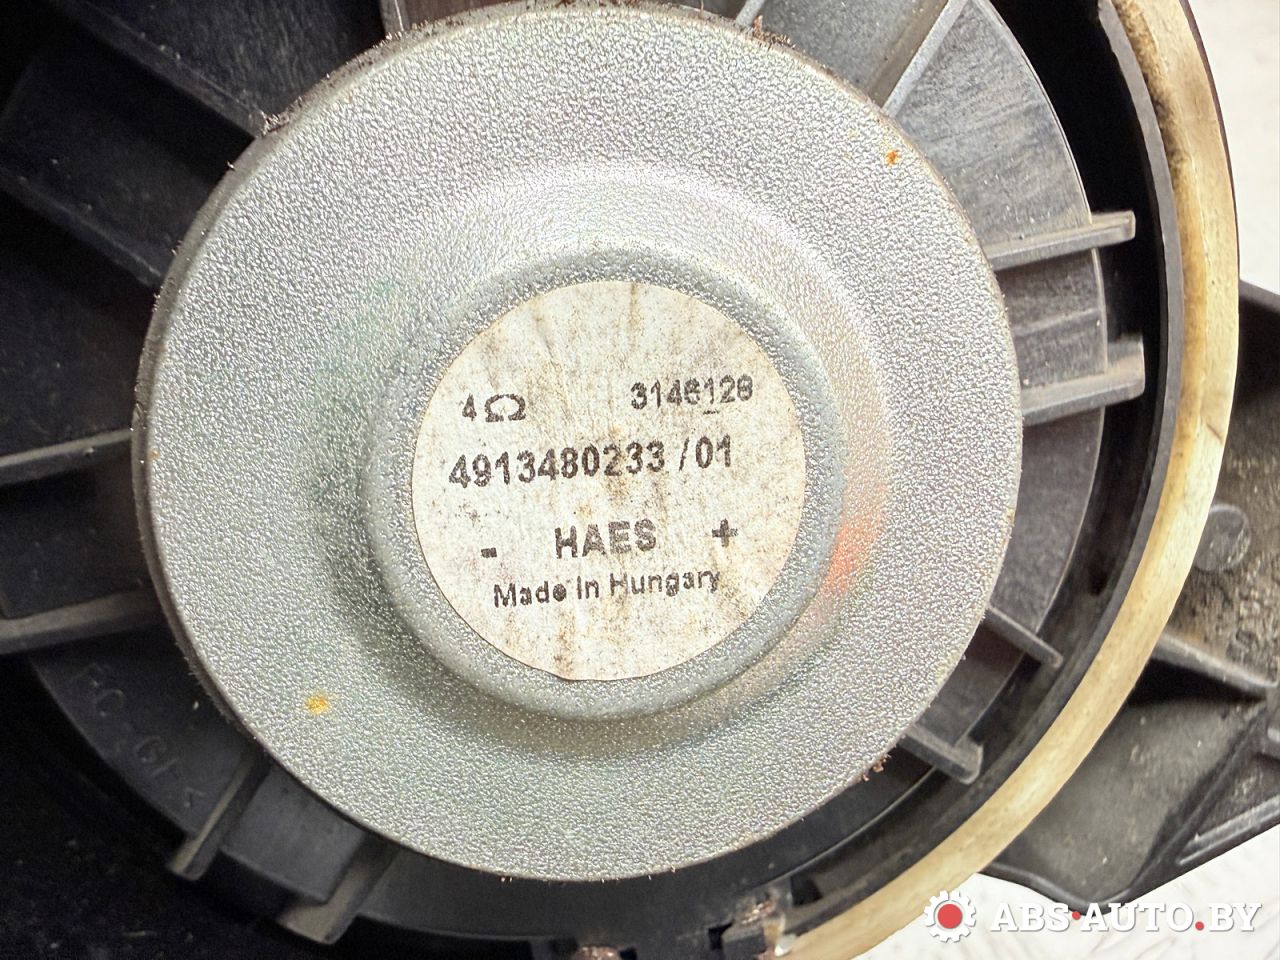 4Ω 3146128
4913480233 /01
- HAES +
Made In Hungary
ABS-AUTO.BY